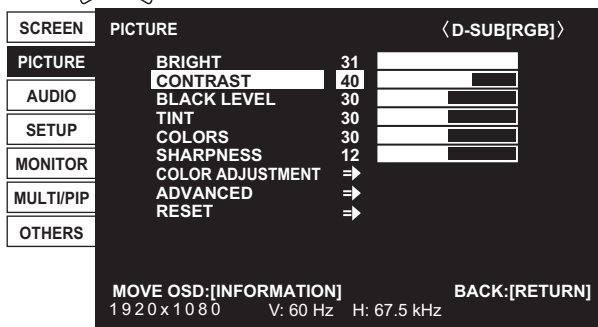 SCREEN
PICTURE
AUDIO
SETUP
MONITOR
MULTI/PIP
OTHERS
PICTURE 〈D-SUB[RGB]〉
BRIGHT 31
CONTRAST 40
BLACK LEVEL 30
TINT 30
COLORS 30
SHARPNESS 12
COLOR ADJUSTMENT
ADVANCED
RESET
MOVE OSD:[INFORMATION] BACK:[RETURN]
1920x1080 V: 60 Hz H: 67.5 kHz